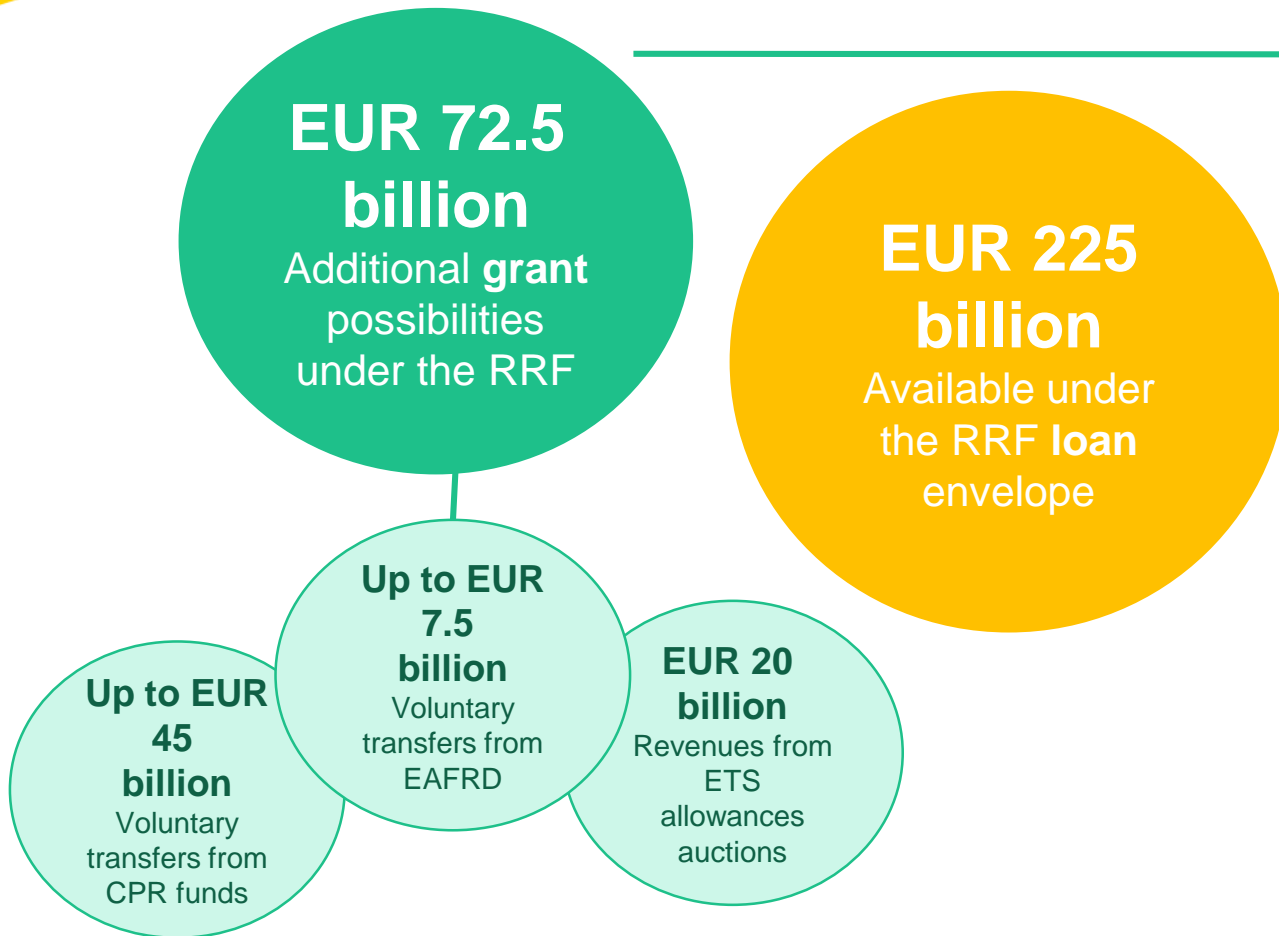 EUR 72.5
billion
Additional grant
possibilities
under the RRF
EUR 225
billion
Available under
the RRF loan
envelope
Up to EUR
45
billion
Voluntary
transfers from
CPR funds
Up to EUR
7.5
billion
Voluntary
transfers from
EAFRD
EUR 20
billion
Revenues from
ETS
allowances
auctions